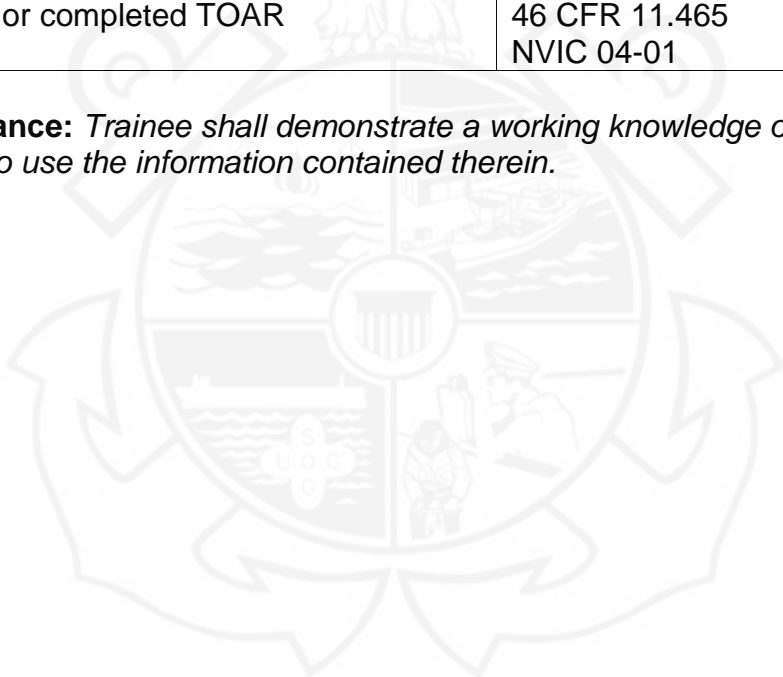 or completed TOAR
46 CFR 11.465
NVIC 04-01
ance: Trainee shall demonstrate a working knowledge o
o use the information contained therein.
S
U O C
G